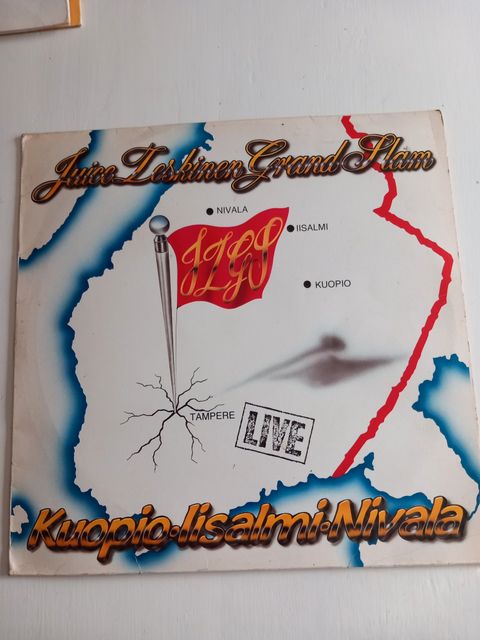 Juice Leskinen Grand Slam
NIVALA
IISALMI
JLGS
KUOPIO
TAMPERE
LIVE
Kuopio•Iisalmi•Nivala